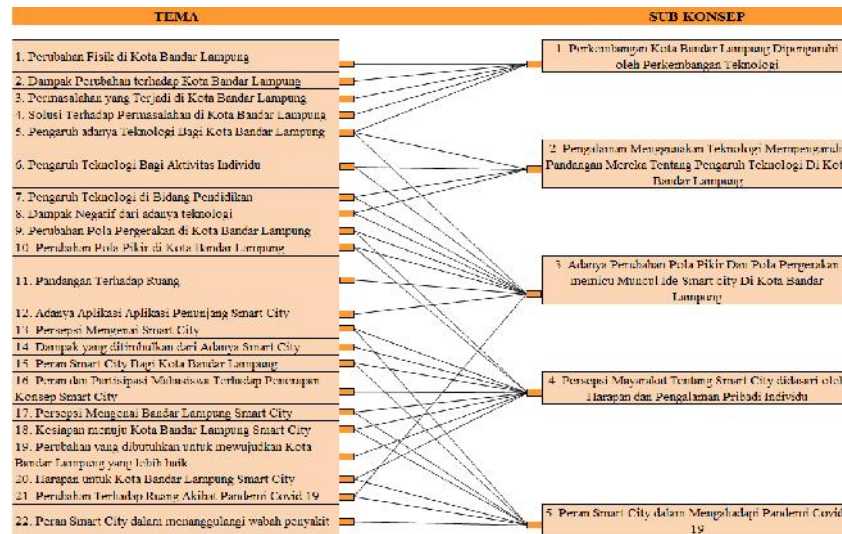 TEMA
SUB KONSEP
1. Perubahan Fisik di Kota Bandar Lampung
2. Dampak Perubahan terhadap Kota Bandar Lampung
3. Permasalahan yang Terjadi di Kota Bandar Lampung
4. Solusi Terhadap Permasalahan di Kota Bandar Lampung
5. Pengaruh adanya Teknologi Bagi Kota Bandar Lampung
6. Pengaruh Teknologi Bagi Aktivitas Individu
7. Pengaruh Teknologi di Bidang Pendidikan
8. Dampak Negatif dari adanya teknologi
9. Perubahan Pola Pergerakan di Kota Bandar Lampung
10. Perubahan Pola Pikir di Kota Bandar Lampung
11. Pandangan Terhadap Ruang
12. Adanya Aplikasi Aplikasi Penunjang Smart City
13. Persepsi Mengenai Smart City
14. Dampak yang ditimbulkan dari Adanya Smart City
15. Peran Smart City Bagi Kota Bandar Lampung
16. Peran dan Partisipasi Mahasiswa Terhadap Penerapan
Konsep Smart City
17. Persepsi Mengenai Bandar Lampung Smart City
18. Kesiapan menuju Kota Bandar Lampung Smart City
19. Perubahan yang dibutuhkan untuk mewujudkan Kota
Bandar Lampung yang lebih baik
20. Harapan untuk Kota Bandar Lampung Smart City
21. Perubahan Terhadap Ruang Akibat Pandemi Covid 19
22. Peran Smart City dalam menanggulangi wabah penyakit
1. Perkembangan Kota Bandar Lampung Dipengaruhi
oleh Perkembangan Teknologi
2. Pengalaman Menggunakan Teknologi Mempengaruhi
Pandangan Mereka Tentang Pengaruh Teknologi Di Kota
Bandar Lampung
3. Adanya Perubahan Pola Pikir Dan Pola Pergerakan
memicu Muncul Ide Smart city Di Kota Bandar
Lampung
4. Persepsi Mayarakat Tentang Smart City didasari oleh
Harapan dan Pengalaman Pribadi Individu
5. Peran Smart City dalam Mengahadapi Pandemi Covid
19